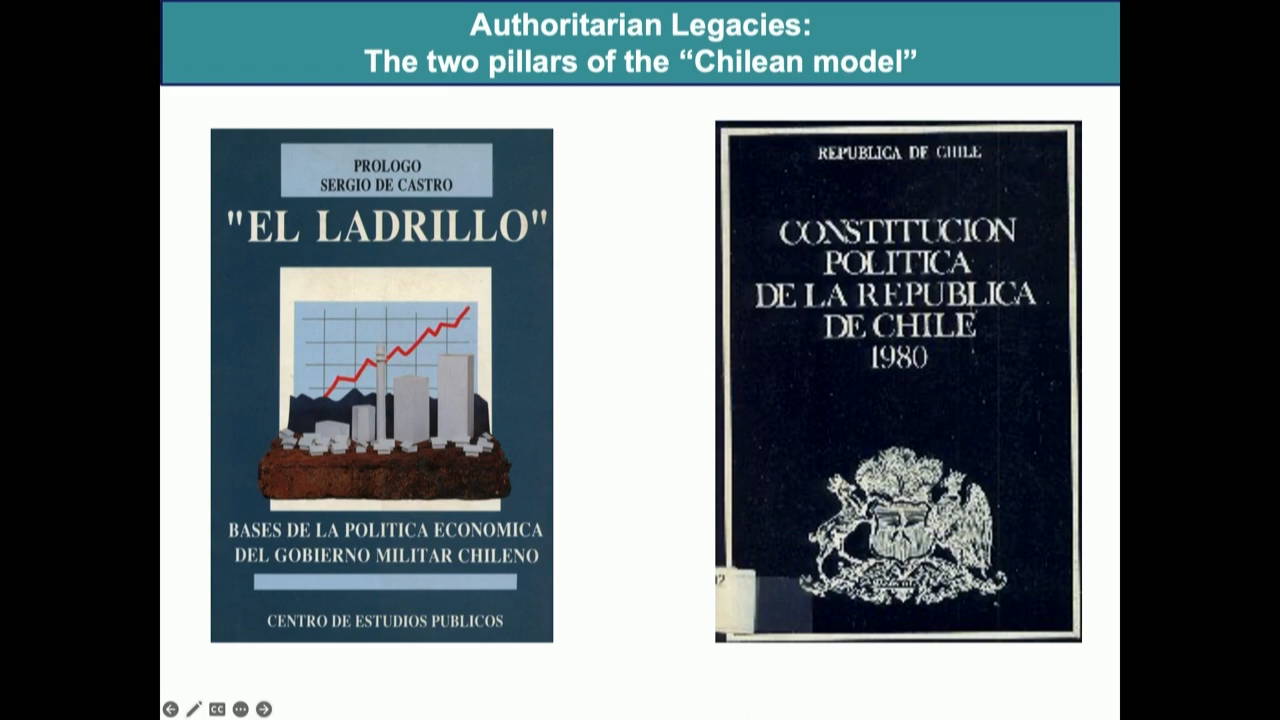 Authoritarian Legacies:
The two pillars of the “Chilean model”
PROLOGO
SERGIO DE CASTRO
"EL LADRILLO"
BASES DE LA POLITICA ECONOMICA
DEL GOBIERNO MILITAR CHILENO
CENTRO DE ESTUDIOS PUBLICOS
REPUBLICA DE CHILE
CONSTITUCION
POLITICA
DE LA REPUBLICA
DE CHILE
1980
CC